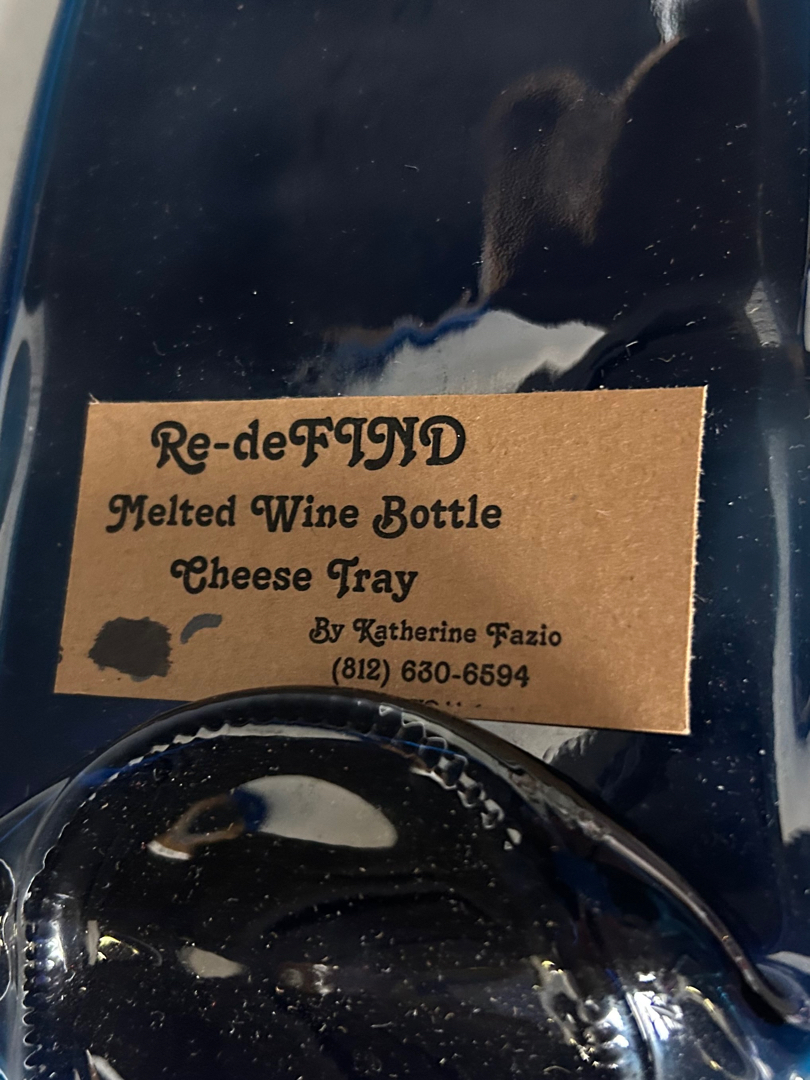 Re-deFIND
Melted Wine Bottle
Cheese Tray
By Katherine Fazio
(812) 630-6594